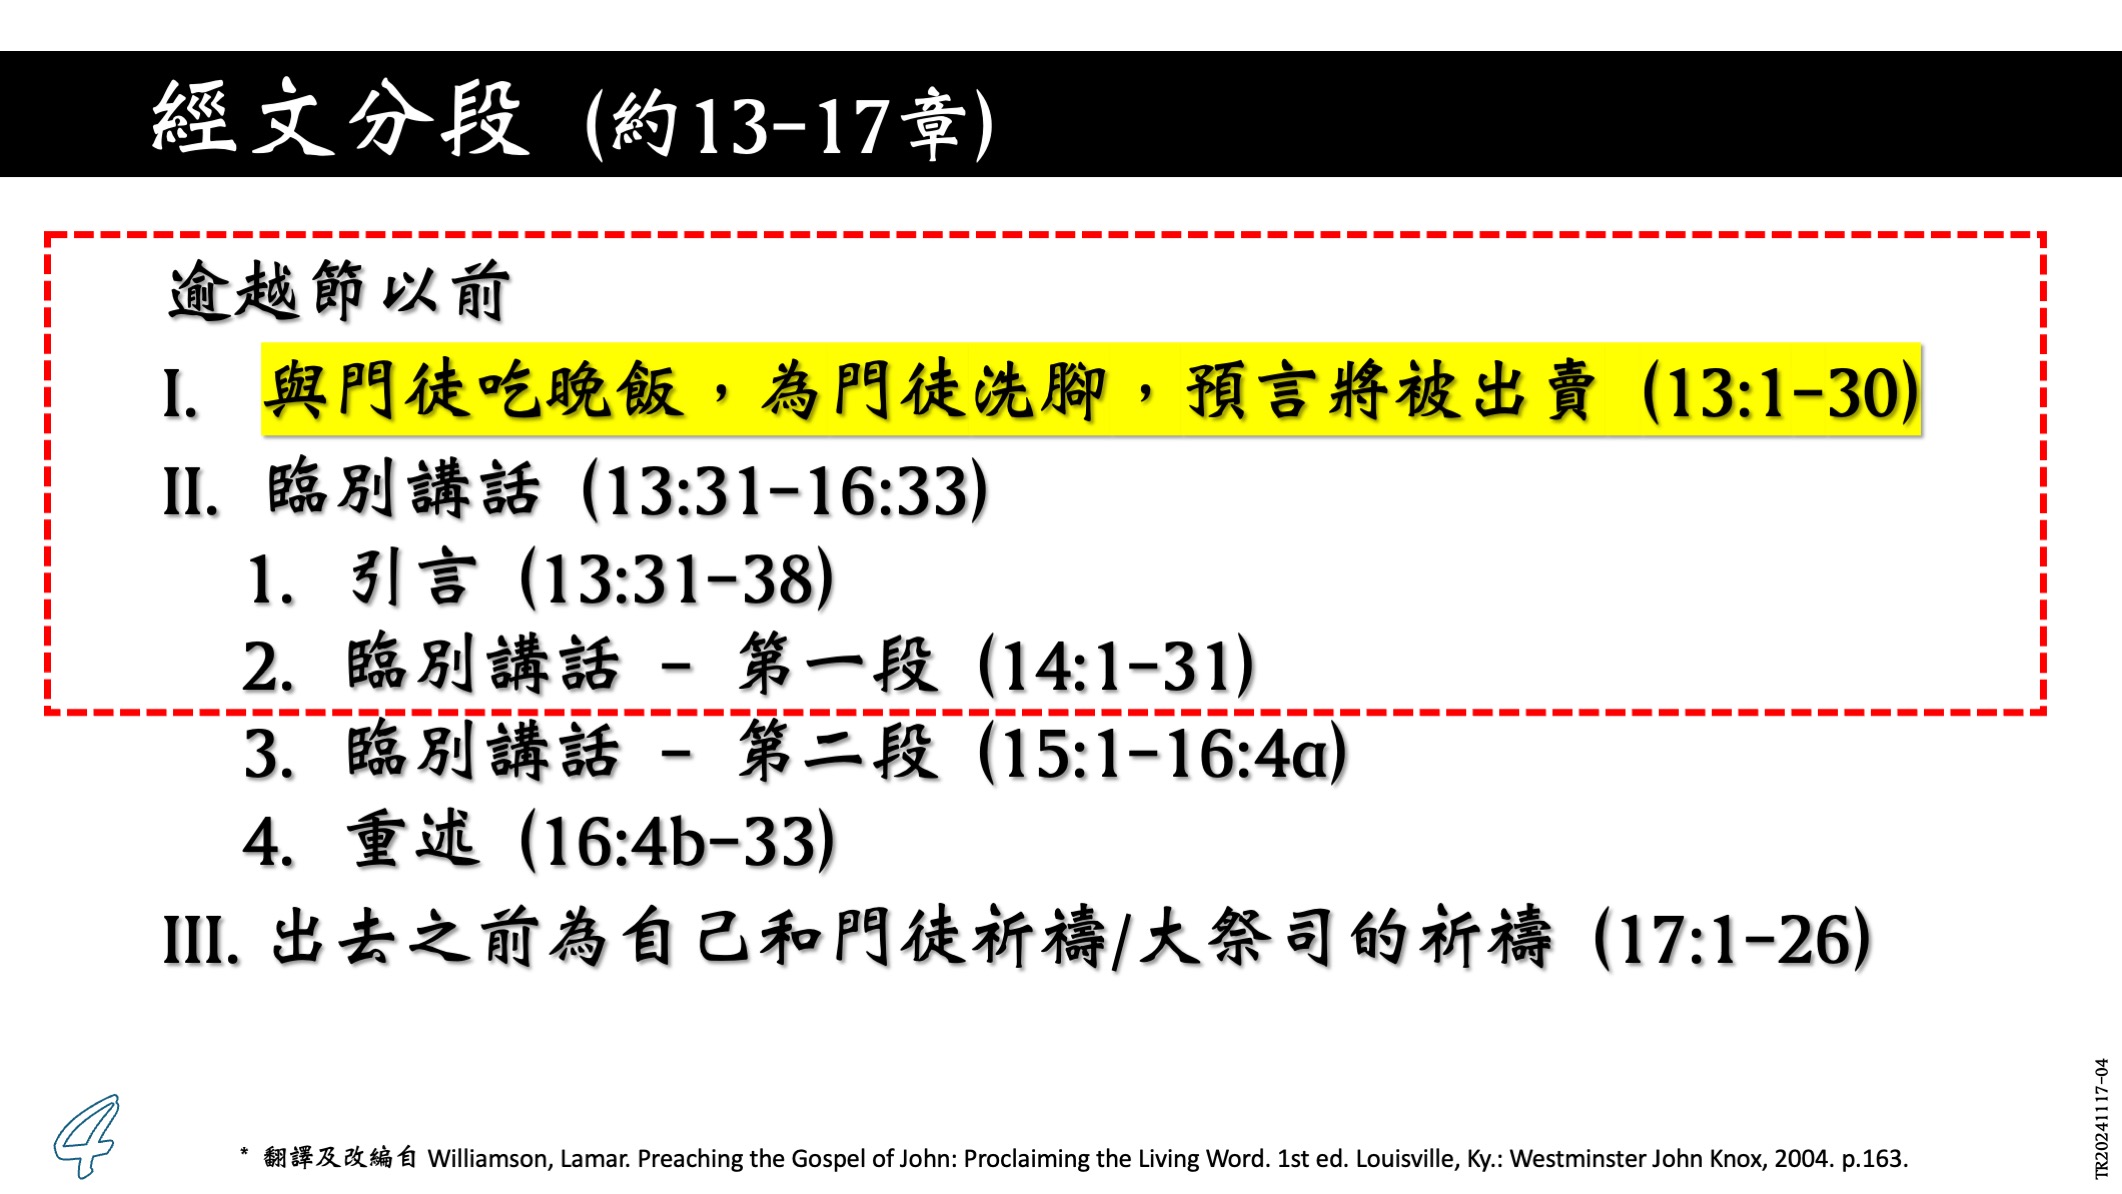 經文分段 (約13-17章)
逾越節以前
I. 與門徒吃晚飯，為門徒洗腳，預言將被出賣 (13:1-30)
II. 臨別講話 (13:31-16:33)
1. 引言 (13:31-38)
2. 臨別講話 - 第一段 (14:1-31)
3. 臨別講話 - 第二段 (15:1-16:4a)
4. 重述 (16:4b-33)
III. 出去之前為自己和門徒祈禱/大祭司的祈禱 (17:1-26)
4
* 翻譯及改編自 Williamson, Lamar. Preaching the Gospel of John: Proclaiming the Living Word. 1st ed. Louisville, Ky.: Westminster John Knox, 2004. p.163.
TR20241117-04